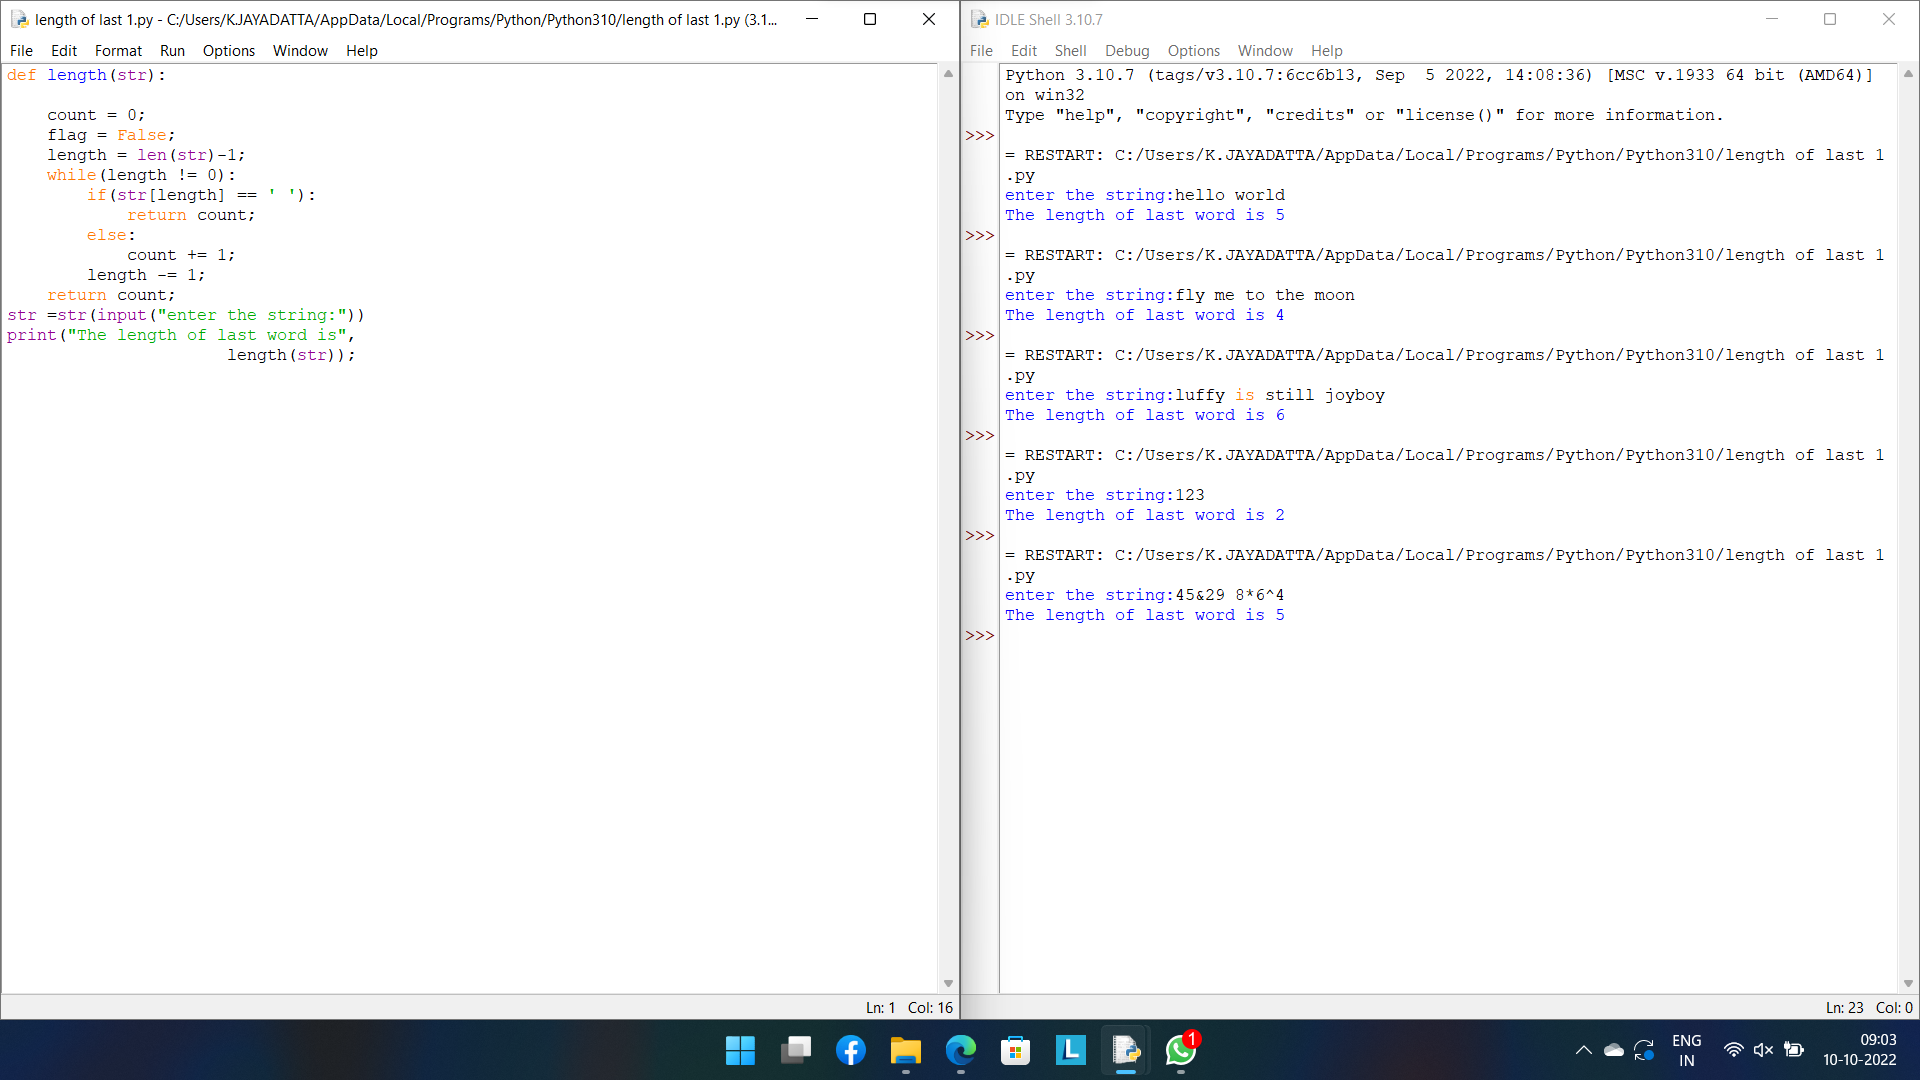 length of last 1.py - C:/Users/K.JAYADATTA/AppData/Local/Programs/Python/Python310/length of last 1.py (3.1...
File Edit Format Run Options Window Help
def length(str):
    count = 0;
    flag = False;
    length = len(str)-1;
    while(length != 0):
        if(str[length] == ' '):
            return count;
        else:
            count += 1;
        length -= 1;
    return count;
str =str(input("enter the string:"))
print("The length of last word is",
                      length(str));
Ln: 1 Col: 16
IDLE Shell 3.10.7
File Edit Shell Debug Options Window Help
Python 3.10.7 (tags/v3.10.7:6cc6b13, Sep  5 2022, 14:08:36) [MSC v.1933 64 bit (AMD64)]
on win32
Type "help", "copyright", "credits" or "license()" for more information.
>>>
= RESTART: C:/Users/K.JAYADATTA/AppData/Local/Programs/Python/Python310/length of last 1
.py
enter the string:hello world
The length of last word is 5
>>>
= RESTART: C:/Users/K.JAYADATTA/AppData/Local/Programs/Python/Python310/length of last 1
.py
enter the string:fly me to the moon
The length of last word is 4
>>>
= RESTART: C:/Users/K.JAYADATTA/AppData/Local/Programs/Python/Python310/length of last 1
.py
enter the string:luffy is still joyboy
The length of last word is 6
>>>
= RESTART: C:/Users/K.JAYADATTA/AppData/Local/Programs/Python/Python310/length of last 1
.py
enter the string:123
The length of last word is 2
>>>
= RESTART: C:/Users/K.JAYADATTA/AppData/Local/Programs/Python/Python310/length of last 1
.py
enter the string:45&29 8*6^4
The length of last word is 5
>>>
Ln: 23 Col: 0
L
1
ENG
IN
09:03
10-10-2022